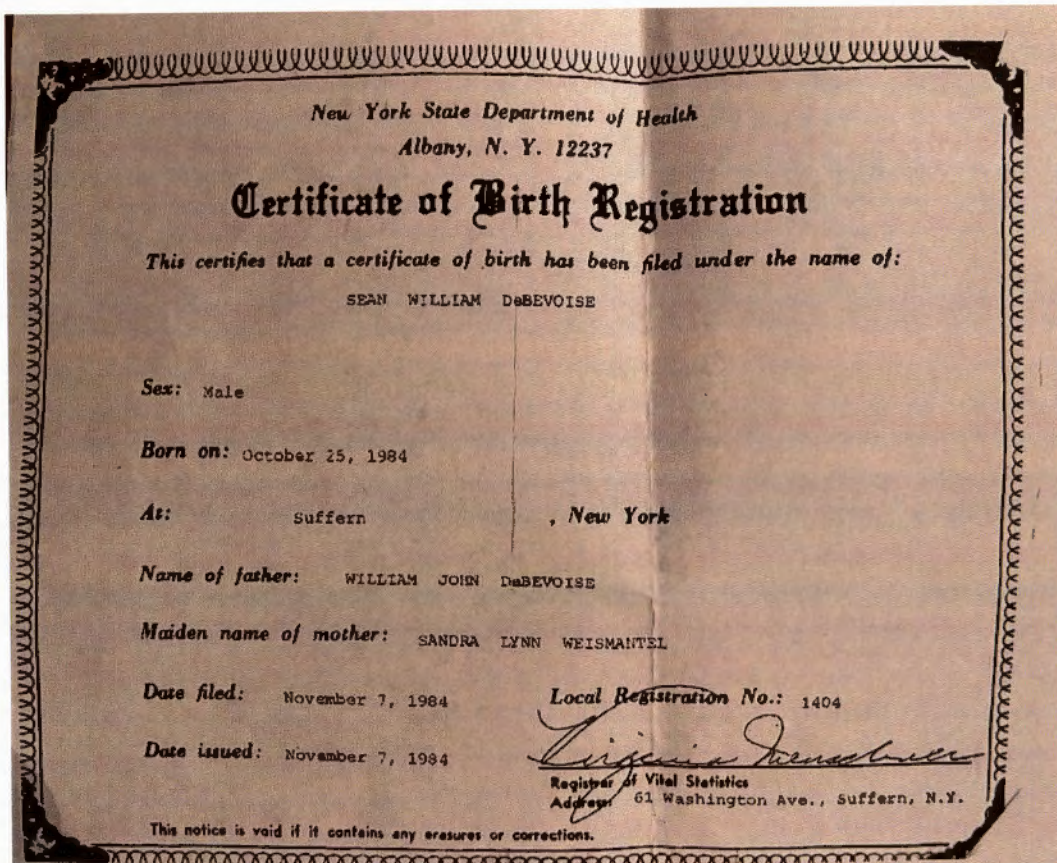 New York State Department of Health
Albany, N. Y. 12237
Certificate of Birth Registration
This certifies that a certificate of birth has been filed under the name of:
SEAN WILLIAM DeBEVOISE
Sex: Male
Born on: October 25, 1984
At: Suffern , New York
Name of father: WILLIAM JOHN DeBEVOISE
Maiden name of mother: SANDRA LYNN WEISMANTEL
Date filed: November 7, 1984 Local Registration No.: 1404
Date issued: November 7, 1984 Virginia
Registrar of Vital Statistics
Address 61 Washington Ave., Suffern, N.Y.
This notice is void if it contains any erasures or corrections.